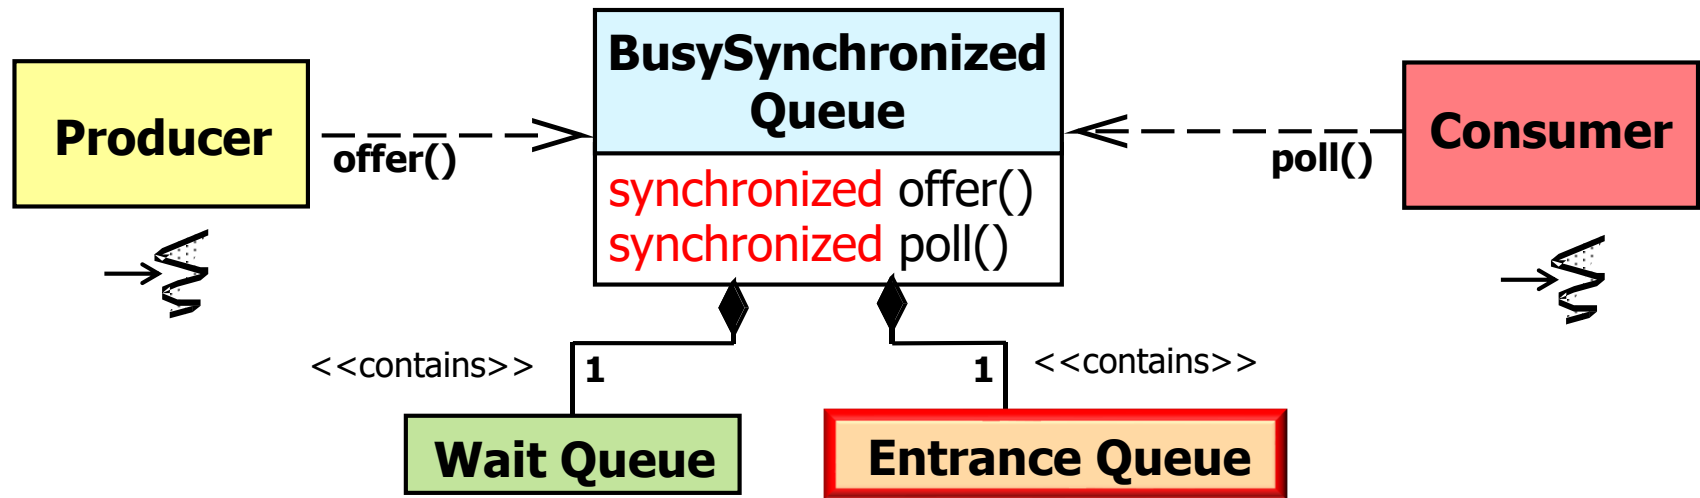 BusySynchronized
Queue
Producer
offer()
Consumer
poll()
synchronized offer()
synchronized poll()
<<contains>>
1
1
<<contains>>
Wait Queue
Entrance Queue